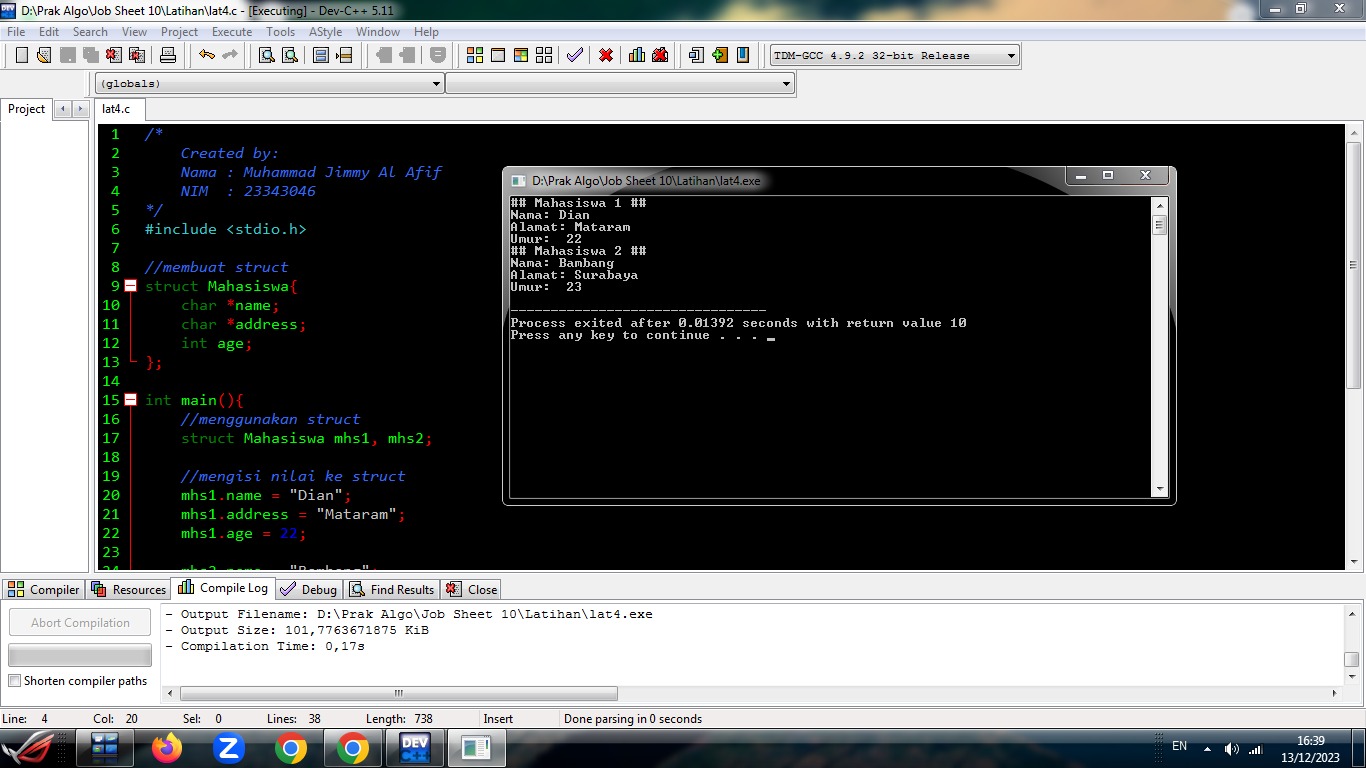 D:\Prak Algo\Job Sheet 10\Latihan\lat4.c - [Executing] - Dev-C++ 5.11
File Edit Search View Project Execute Tools AStyle Window Help
TDM-GCC 4.9.2 32-bit Release
(globals)
Project
lat4.c
1 /*
2 Created by:
3 Nama : Muhammad Jimmy Al Afif
4 NIM : 23343046
5 */
6 #include <stdio.h>
7
8 //membuat struct
9 struct Mahasiswa{
10 char *name;
11 char *address;
12 int age;
13 };
14
15 int main(){
16 //menggunakan struct
17 struct Mahasiswa mhs1, mhs2;
18
19 //mengisi nilai ke struct
20 mhs1.name = "Dian";
21 mhs1.address = "Mataram";
22 mhs1.age = 22;
23
24 mhs2.name = "Bambang";
D:\Prak Algo\Job Sheet 10\Latihan\lat4.exe
## Mahasiswa 1 ##
Nama: Dian
Alamat: Mataram
Umur: 22
## Mahasiswa 2 ##
Nama: Bambang
Alamat: Surabaya
Umur: 23
--------------------------------
Process exited after 0.01392 seconds with return value 10
Press any key to continue . . . _
Compiler Resources Compile Log Debug Find Results Close
Abort Compilation
Shorten compiler paths
- Output Filename: D:\Prak Algo\Job Sheet 10\Latihan\lat4.exe
- Output Size: 101,7763671875 KiB
- Compilation Time: 0,17s
Line: 4 Col: 20 Sel: 0 Lines: 38 Length: 738 Insert Done parsing in 0 seconds
DEV C++
EN
16:39
13/12/2023